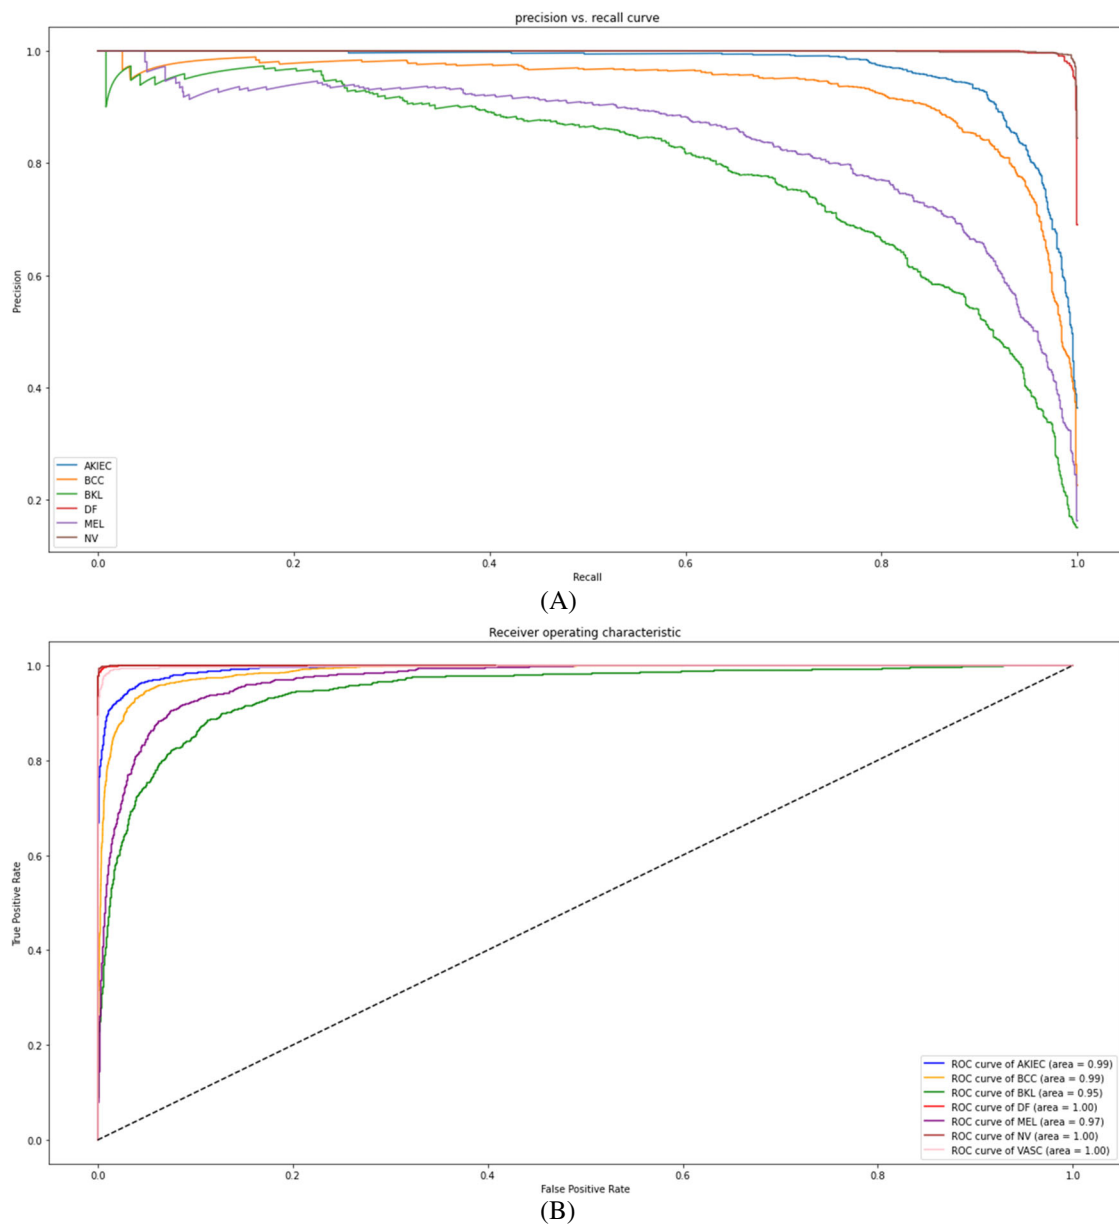 precision vs. recall curve
1.0
0.8
0.6
0.4
0.2
Precision
AKIEC
BCC
BKL
DF
MEL
NV
0.0 0.2 0.4 0.6 0.8 1.0
Recall
(A)
Receiver operating characteristic
1.0
0.8
0.6
0.4
0.2
0.0
True Positive Rate
ROC curve of AKIEC (area = 0.99)
ROC curve of BCC (area = 0.99)
ROC curve of BKL (area = 0.95)
ROC curve of DF (area = 1.00)
ROC curve of MEL (area = 0.97)
ROC curve of NV (area = 1.00)
ROC curve of VASC (area = 1.00)
0.0 0.2 0.4 0.6 0.8 1.0
False Positive Rate
(B)